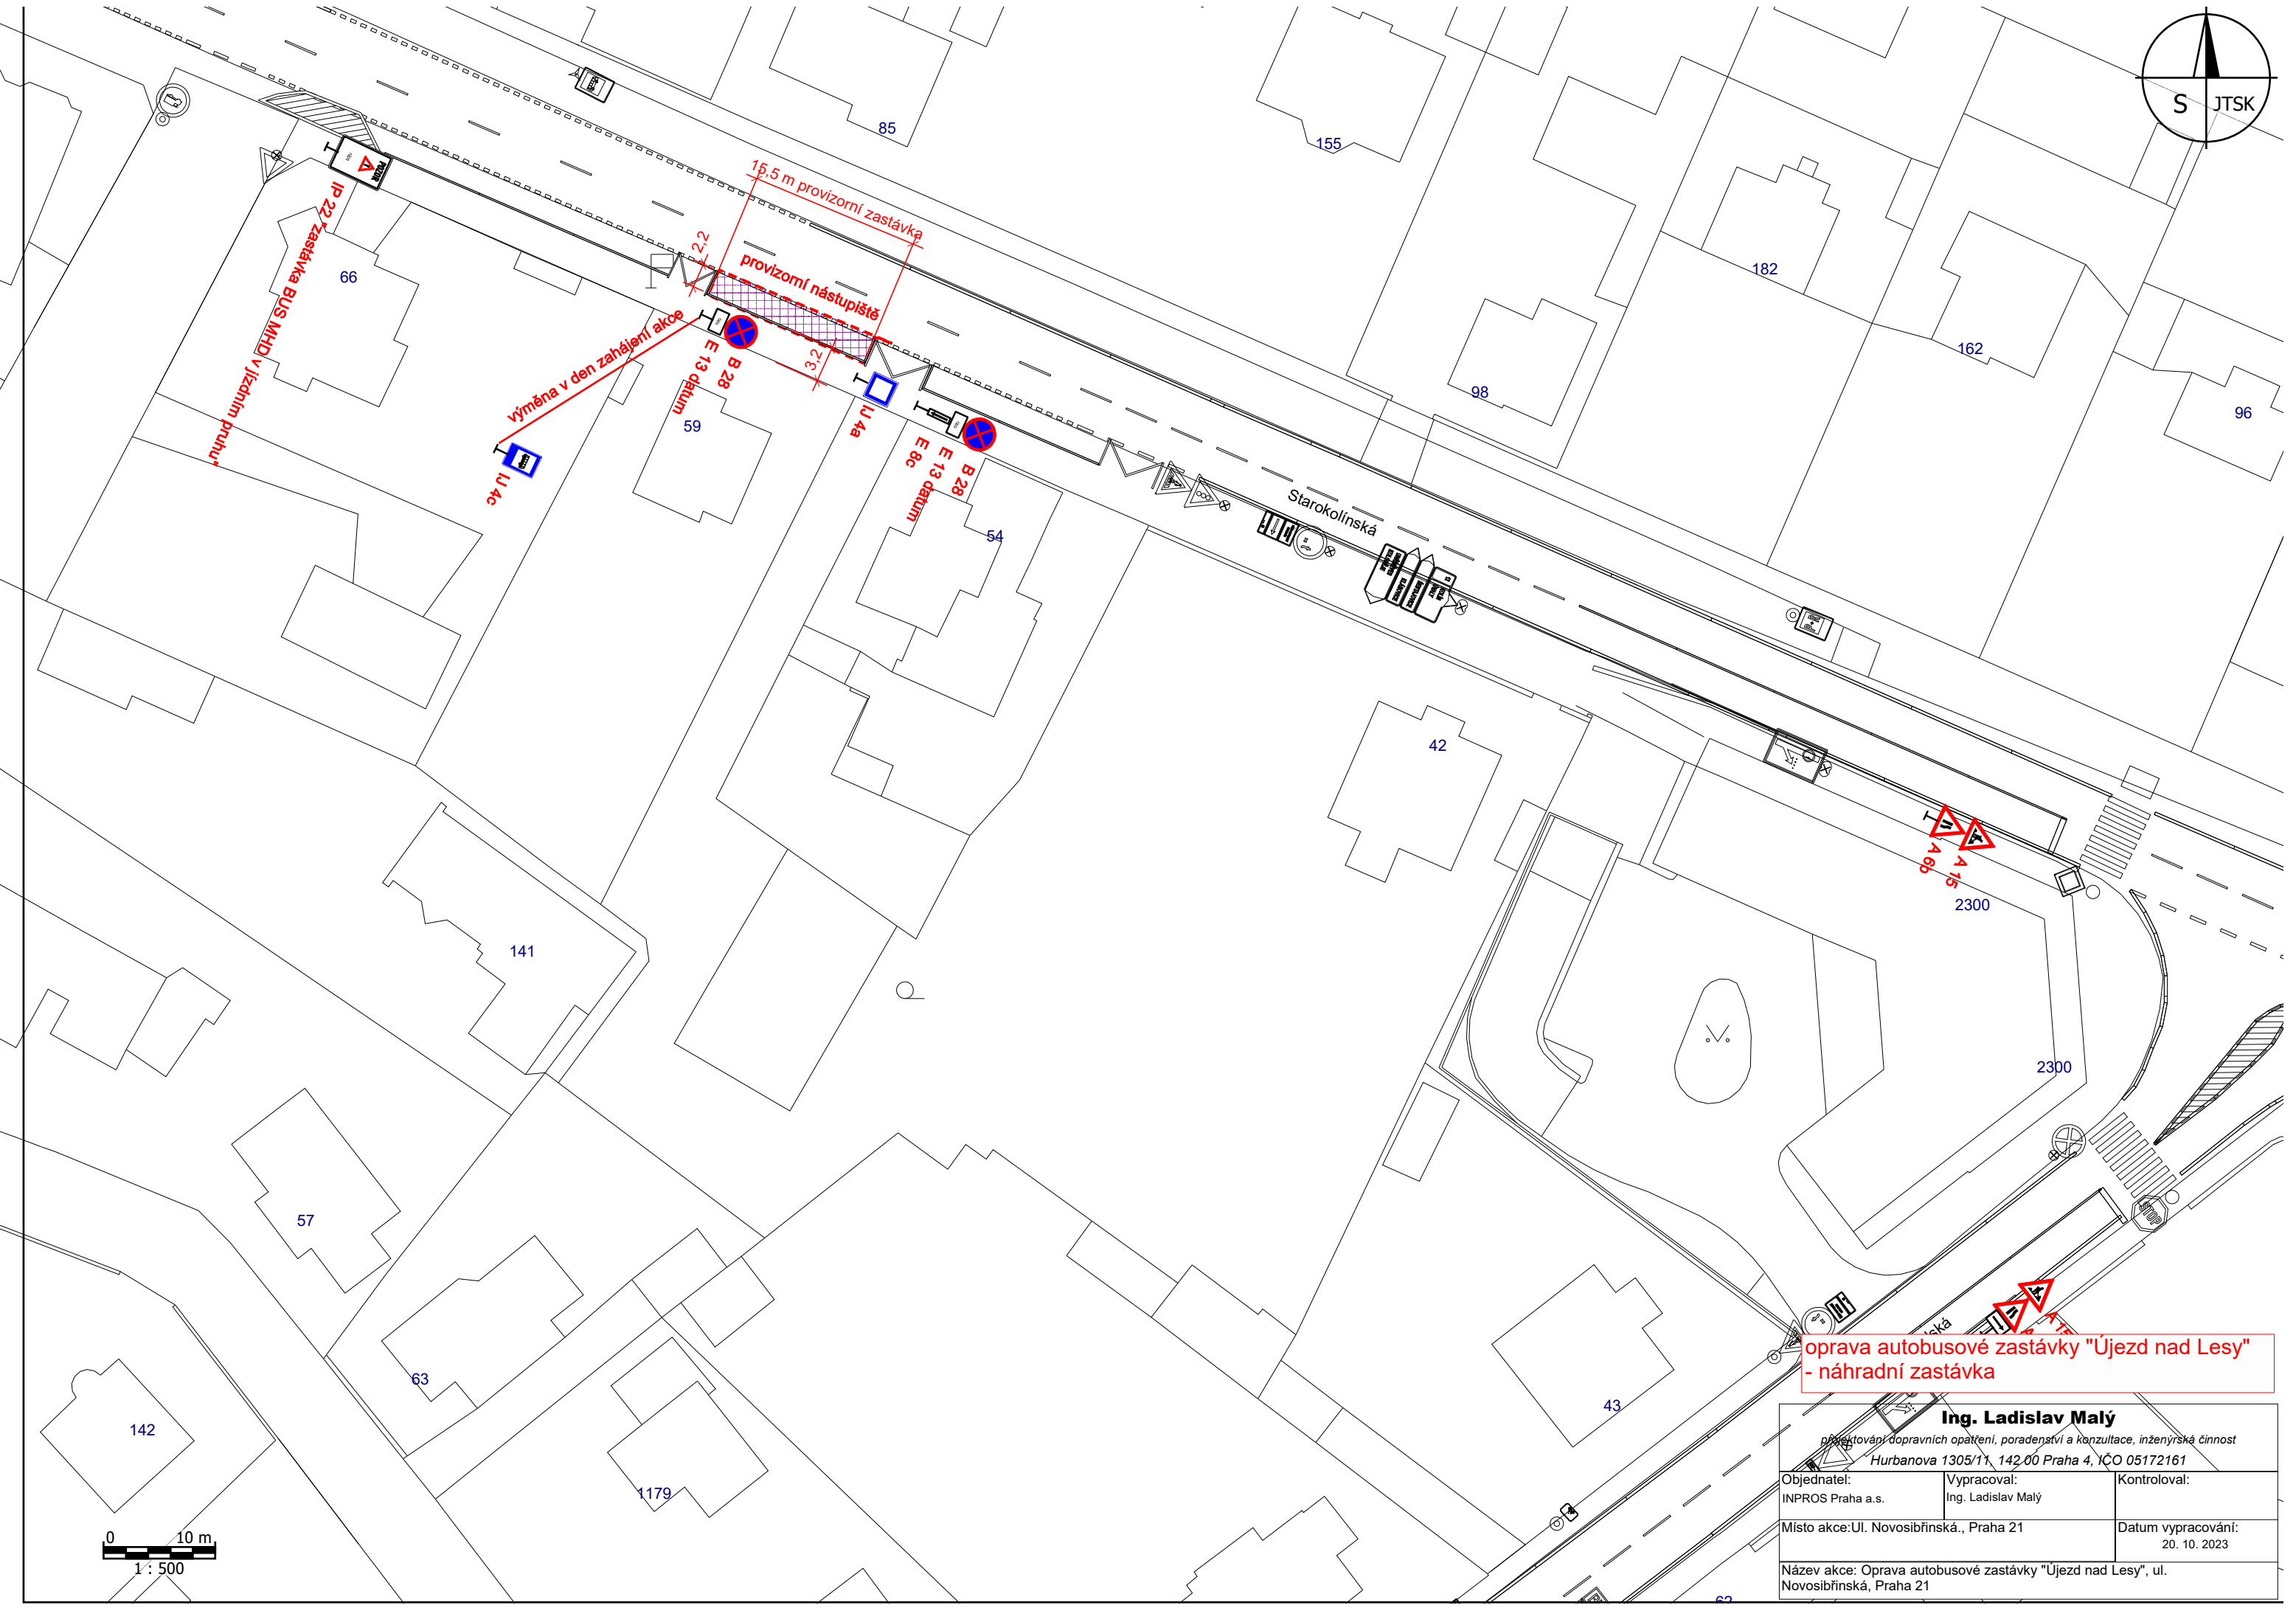 S JTSK
85
155
15,5 m provizorní zastávka
POZOR
IP 22 "zastávka BUS MHD v jízdním pruhu"
66
2,2
provizorní nástupiště
182
162
výměna v den zahájení akce
B 28
E 13 datum
3,2
IJ 4a
98
96
59
IJ 4c
B 28
E 13 datum
E 8c
Starokolínská
54
42
A 6b
A 15
2300
141
2300
57
STOP
A 15
63
142
43
1179
oprava autobusové zastávky "Újezd nad Lesy"
- náhradní zastávka
Ing. Ladislav Malý
projektování dopravních opatření, poradenství a konzultace, inženýrská činnost
Hurbanova 1305/11, 142 00 Praha 4, IČO 05172161
Objednatel:
INPROS Praha a.s.
Vypracoval:
Ing. Ladislav Malý
Kontroloval:
Místo akce:Ul. Novosibřinská., Praha 21
Datum vypracování:
20. 10. 2023
Název akce: Oprava autobusové zastávky "Újezd nad Lesy", ul.
Novosibřinská, Praha 21
0 10 m
1 : 500
62